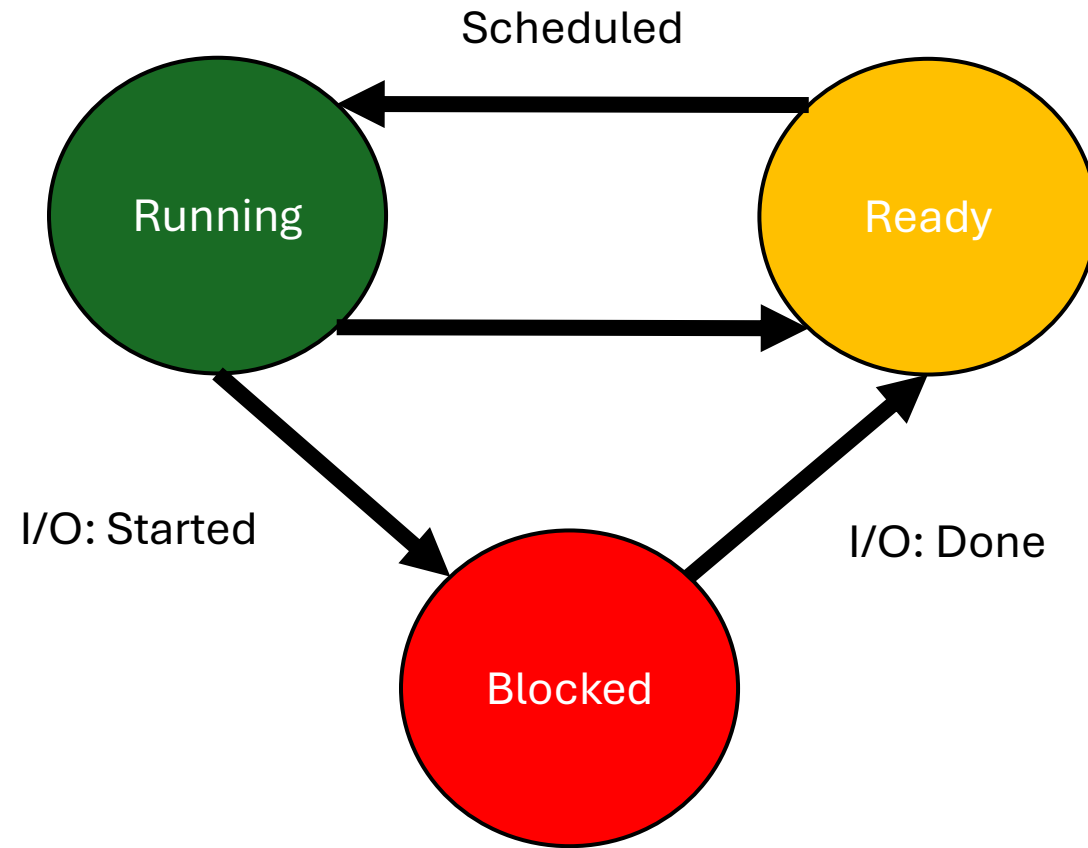 Scheduled
Running
Ready
I/O: Started
I/O: Done
Blocked